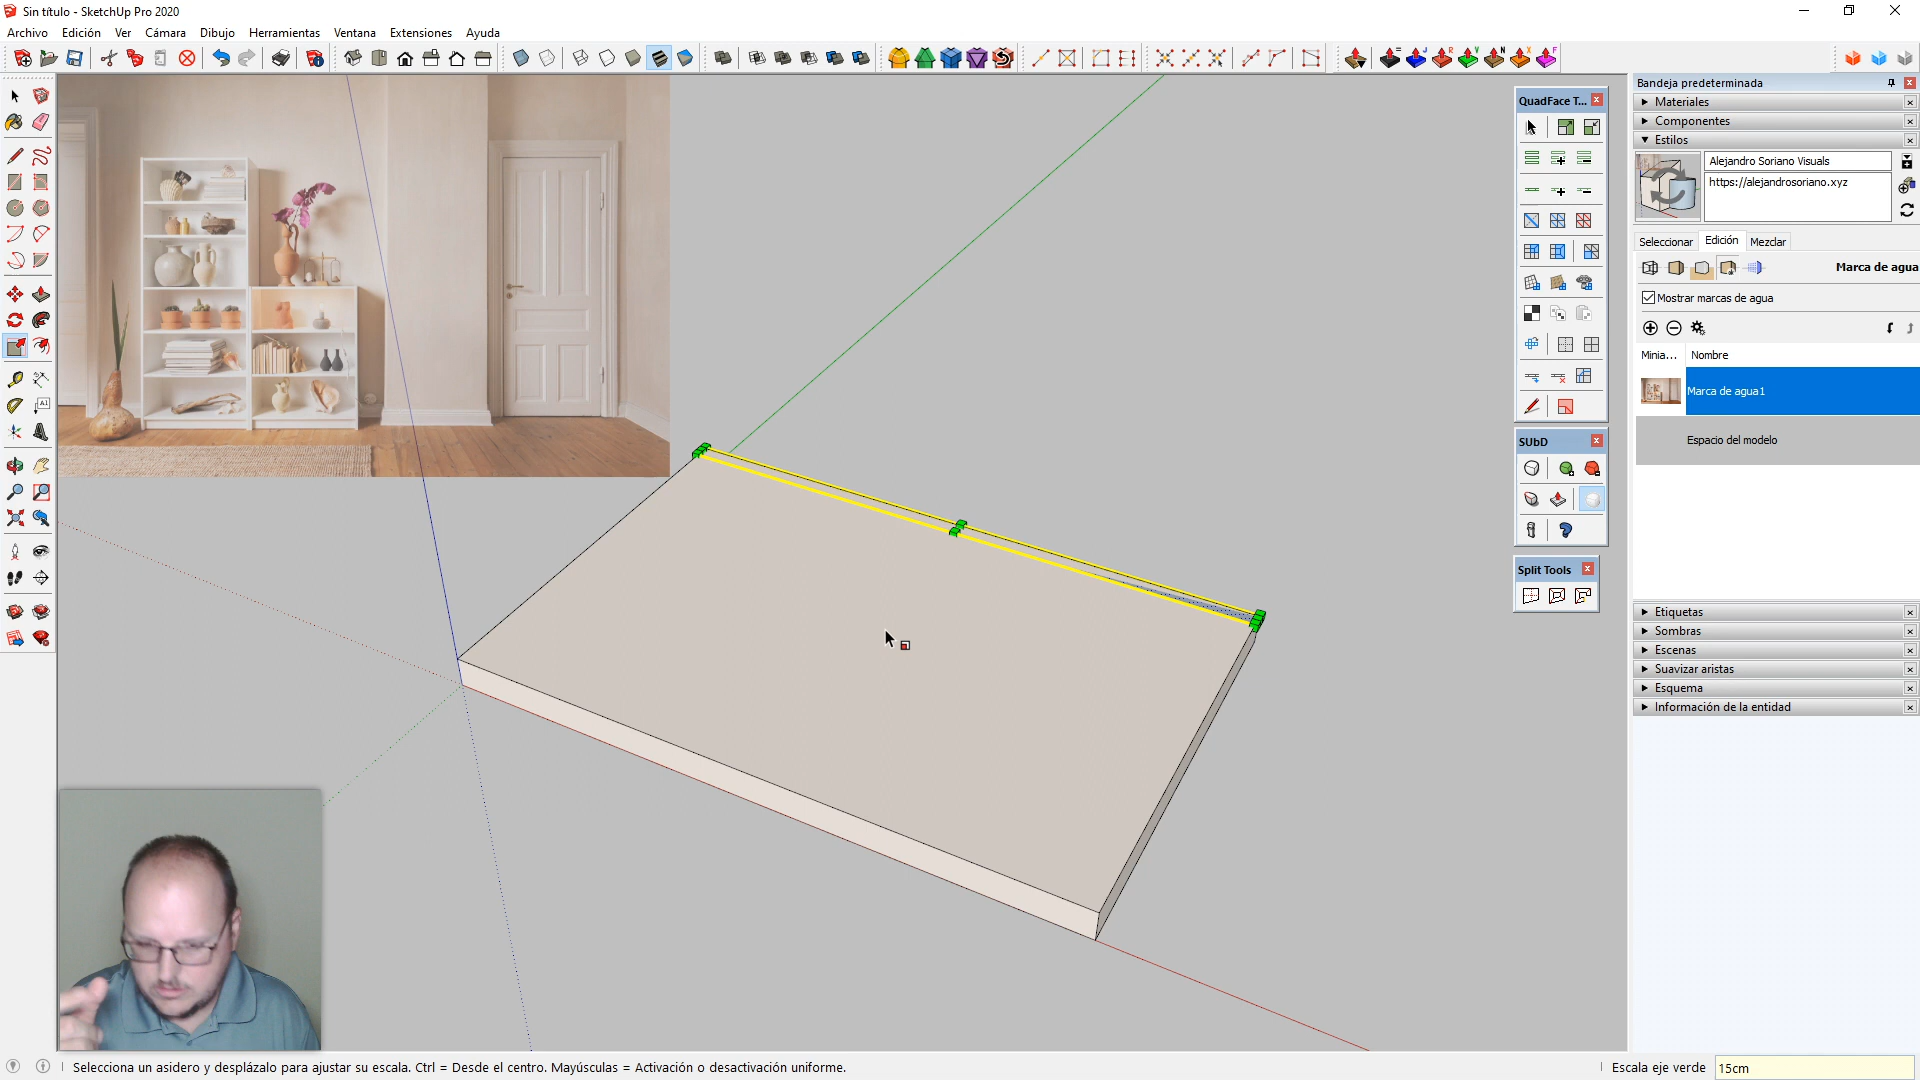 Sin título - SketchUp Pro 2020
Archivo Edición Ver Cámara Dibujo Herramientas Ventana Extensiones Ayuda
Bandeja predeterminada
Materiales
Componentes
Estilos
Alejandro Soriano Visuals
https://alejandrosoriano.xyz
Seleccionar Edición Mezclar
Marca de agua
Mostrar marcas de agua
Minia... Nombre
Marca de agua1
Espacio del modelo
Etiquetas
Sombras
Escenas
Suavizar aristas
Esquema
Información de la entidad
QuadFace T...
SUbD
Split Tools
Selecciona un asidero y desplázalo para ajustar su escala. Ctrl = Desde el centro. Mayúsculas = Activación o desactivación uniforme.
Escala eje verde 15cm